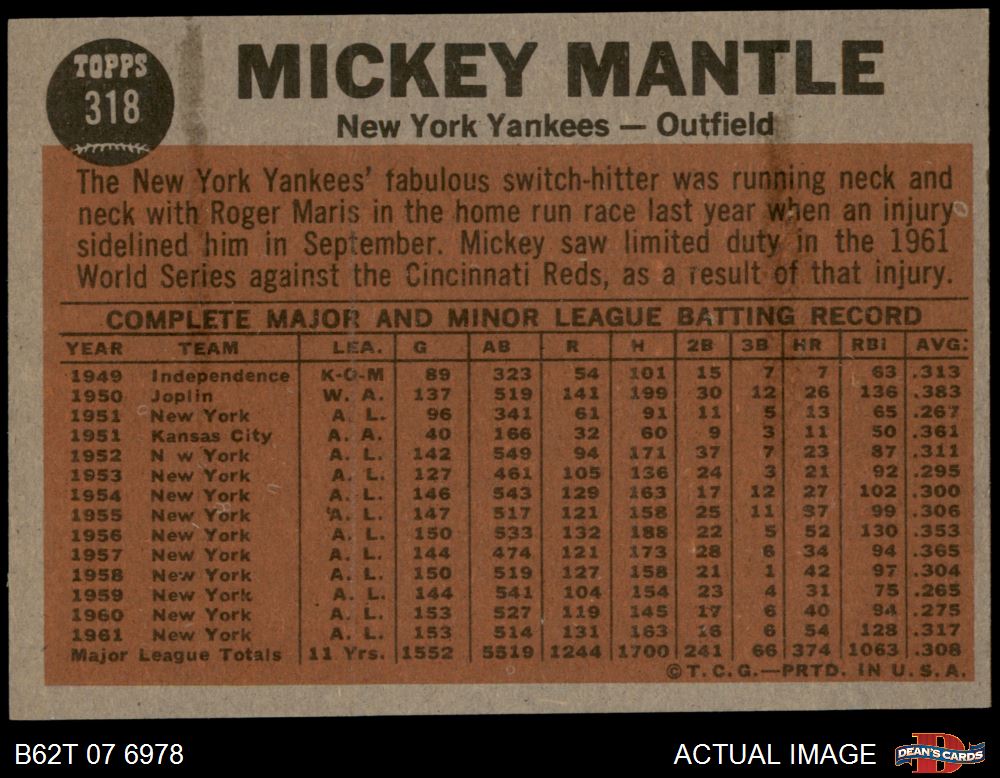 TOPPS
318
MICKEY MANTLE
New York Yankees — Outfield
The New York Yankees' fabulous switch-hitter was running neck and
neck with Roger Maris in the home run race last year when an injury
sidelined him in September. Mickey saw limited duty in the 1961
World Series against the Cincinnati Reds, as a result of that injury.
COMPLETE MAJOR AND MINOR LEAGUE BATTING RECORD
YEAR TEAM LEA. G AB R H 2B 3B HR RBI AVG.
1949 Independence K-O-M 89 323 54 101 15 7 7 63 .313
1950 Joplin W. A. 137 519 141 199 30 12 26 136 .383
1951 New York A. L. 96 341 61 91 11 5 13 65 .267
1951 Kansas City A. A. 40 166 32 60 9 3 11 50 .361
1952 N w York A. L. 142 549 94 171 37 7 23 87 .311
1953 New York A. L. 127 461 105 136 24 3 21 92 .295
1954 New York A. L. 146 543 129 163 17 12 27 102 .300
1955 New York A. L. 147 517 121 158 25 11 37 99 .306
1956 New York A. L. 150 533 132 188 22 5 52 130 .353
1957 New York A. L. 144 474 121 173 28 6 34 94 .365
1958 New York A. L. 150 519 127 158 21 1 42 97 .304
1959 New York A. L. 144 541 104 154 23 4 31 75 .265
1960 New York A. L. 153 527 119 145 17 6 40 94 .275
1961 New York A. L. 153 514 131 163 16 6 54 128 .317
Major League Totals 11 Yrs. 1552 5519 1244 1700 241 66 374 1063 .308
© T. C. G.—PRTD. IN U. S. A.
B62T 07 6978
ACTUAL IMAGE
DEAN'S CARDS